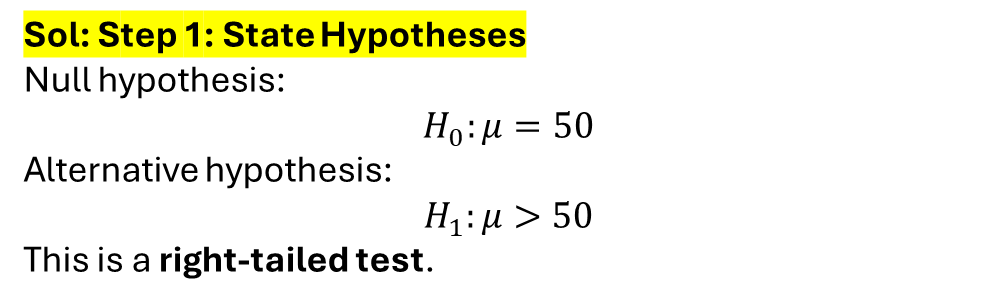 Sol: Step 1: State Hypotheses
Null hypothesis:
H₀: μ = 50
Alternative hypothesis:
H₁: μ > 50
This is a right-tailed test.